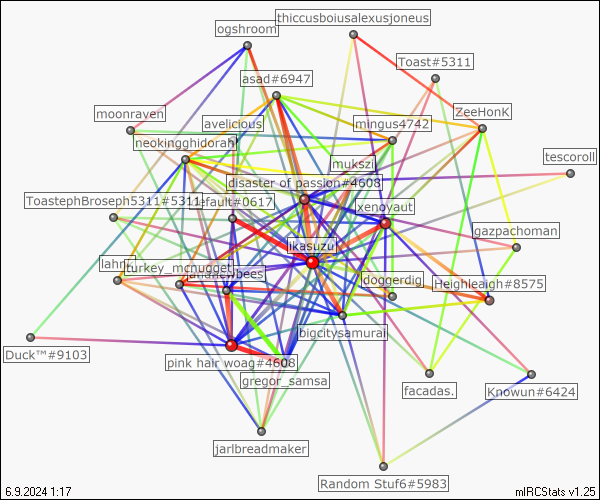 thiccusboiusalexusjoneus
ogshroom
Toast#5311
asad#6947
moonraven
avelicious
mingus4742
ZeeHonK
neokingghidorah
mukszi
tescoroll
disaster of passion#4608
ToastephBroseph5311#5311
default#0617
xenovaut
gazpachoman
ikasuzu
lahn
turkey_mcnugget
doggerdig
Heighleaigh#8575
bigcitysamurai
Duck™#9103
pink hair woag#4608
gregor_samsa
facadas.
Knowun#6424
jarlbreadmaker
Random Stuf6#5983
6.9.2024 1:17
mIRCStats v1.25